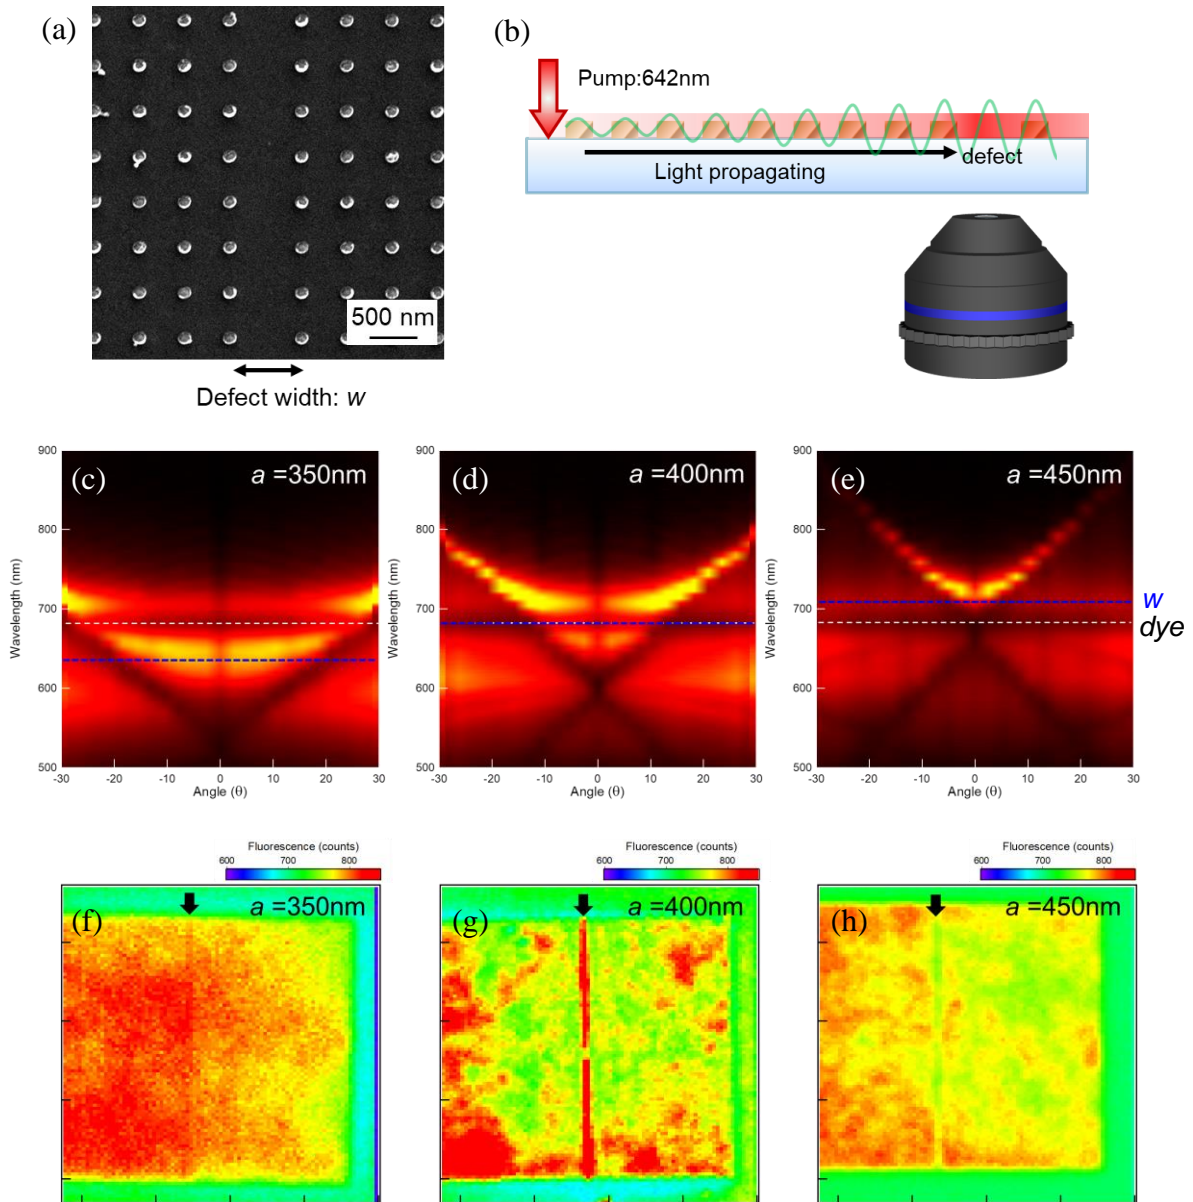 (a)
500 nm
Defect width: w
(b)
Pump:642nm
Light propagating
defect
(c)
a =350nm
900
800
700
600
500
Wavelength (nm)
-30 -20 -10 0 10 20 30
Angle (θ)
(d)
a =400nm
900
800
700
600
500
Wavelength (nm)
-30 -20 -10 0 10 20 30
Angle (θ)
(e)
a =450nm
900
800
700
600
500
Wavelength (nm)
-30 -20 -10 0 10 20 30
Angle (θ)
w
dye
Fluorescence (counts)
600 700 800
(f)
a =350nm
Fluorescence (counts)
600 700 800
(g)
a =400nm
Fluorescence (counts)
600 700 800
(h)
a =450nm